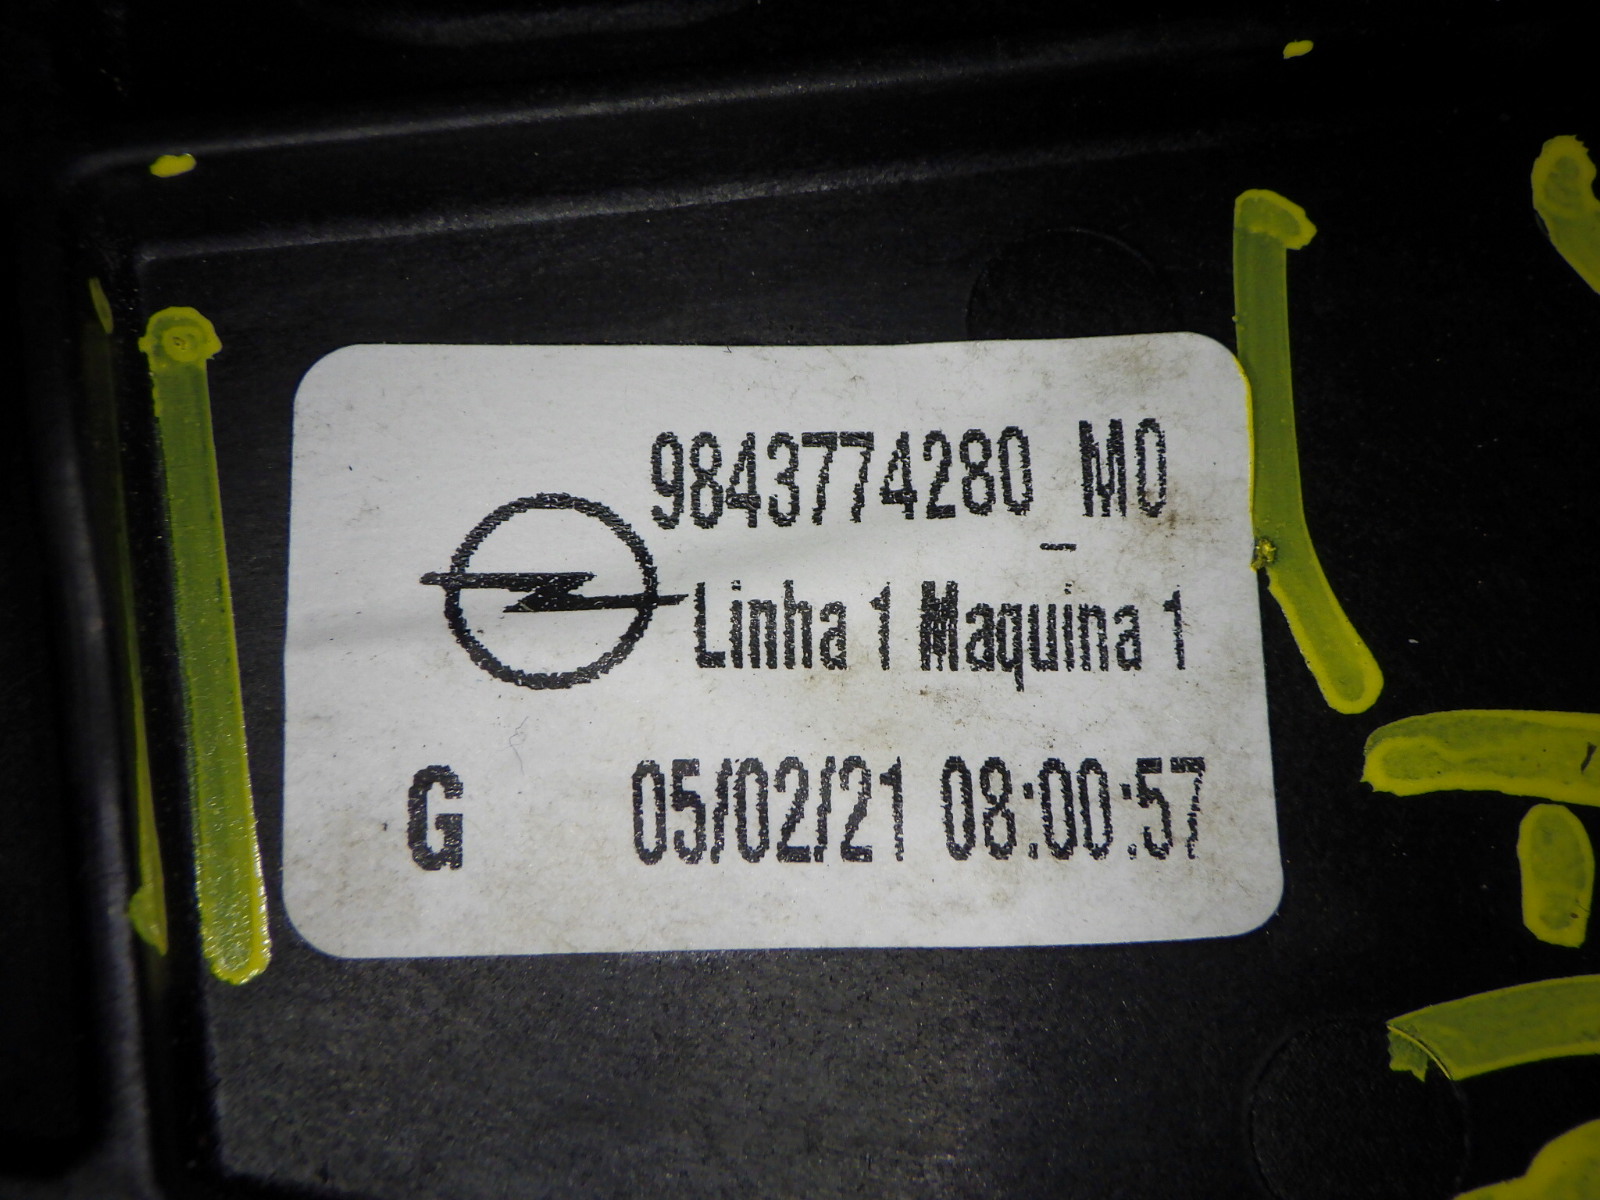 9843774280_M0
Linha 1 Maquina 1
G 05/02/21 08:00:57